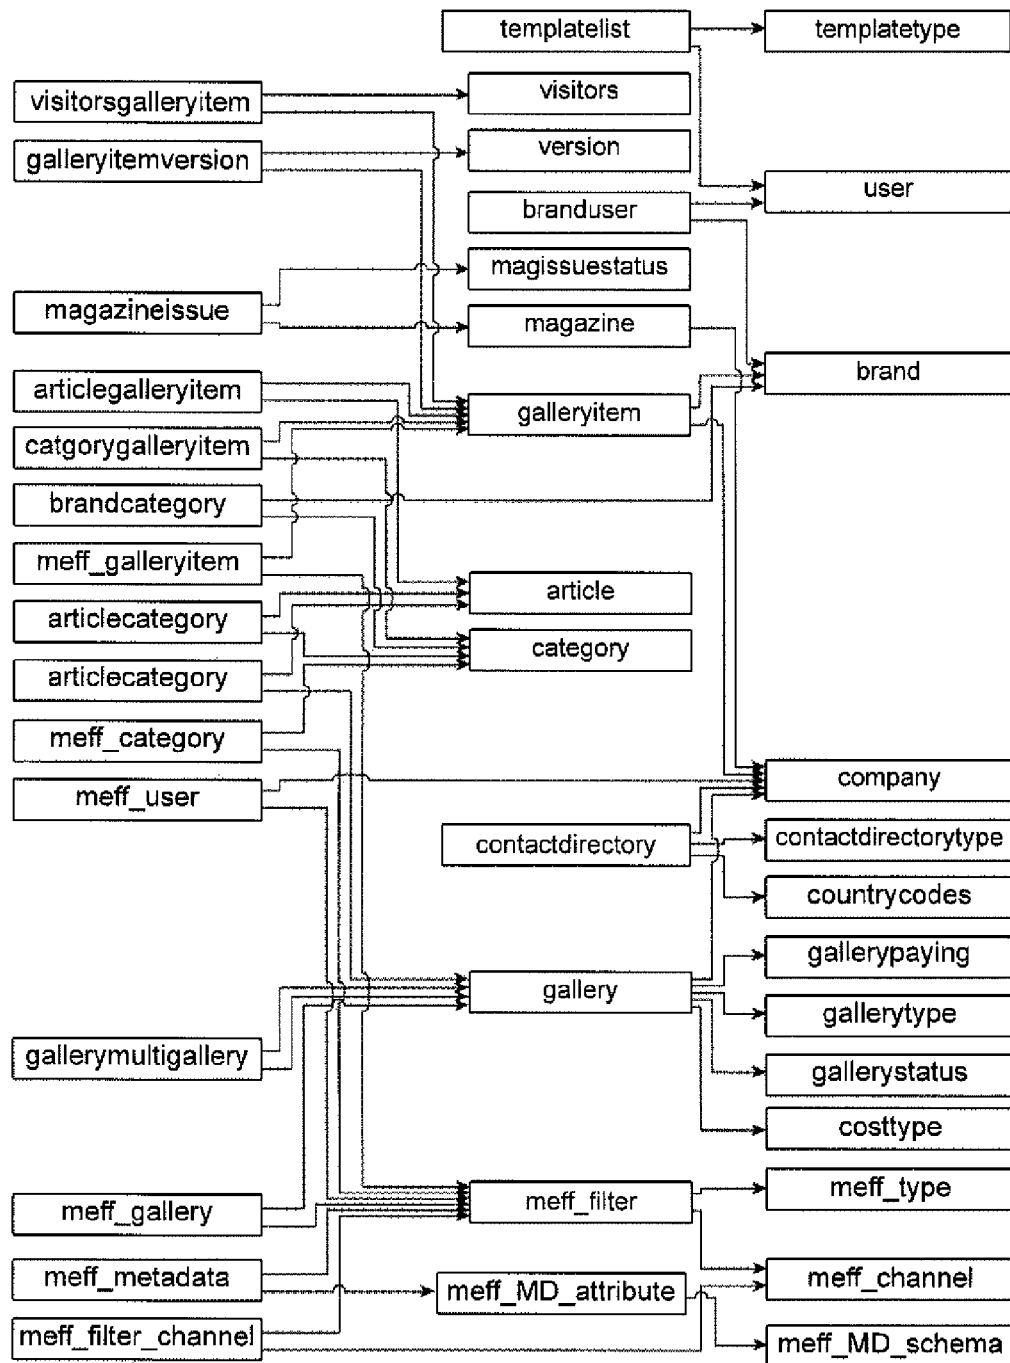 templatelist
templatetype
visitorsgalleryitem
visitors
galleryitemversion
version
user
branduser
magissuestatus
magazineissue
magazine
brand
articlegalleryitem
galleryitem
catgorygalleryitem
brandcategory
meff_galleryitem
article
articlecategory
category
articlecategory
meff_category
company
meff_user
contactdirectory
contactdirectorytype
countrycodes
gallerypaying
gallery
gallerytype
gallerymultigallery
gallerystatus
costtype
meff_type
meff_filter
meff_gallery
meff_metadata
meff_channel
meff_MD_attribute
meff_filter_channel
meff_MD_schema